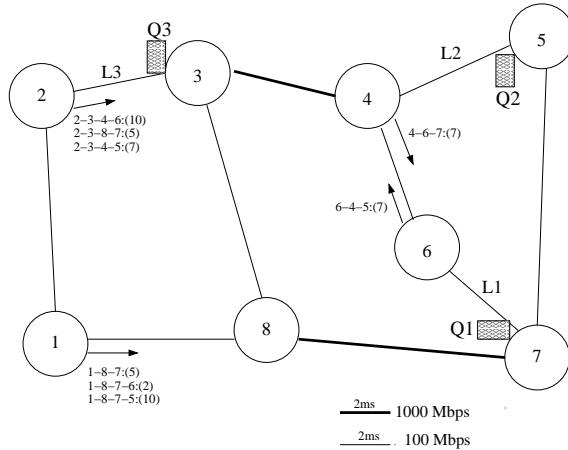 Q3
5
L2
L3
3
2
4
Q2
2–3–4–6:(10)
2–3–8–7:(5)
2–3–4–5:(7)
4–6–7:(7)
6–4–5:(7)
6
L1
8
Q1
1
7
1–8–7:(5)
1–8–7–6:(2)
1–8–7–5:(10)
2ms 1000 Mbps
2ms 100 Mbps